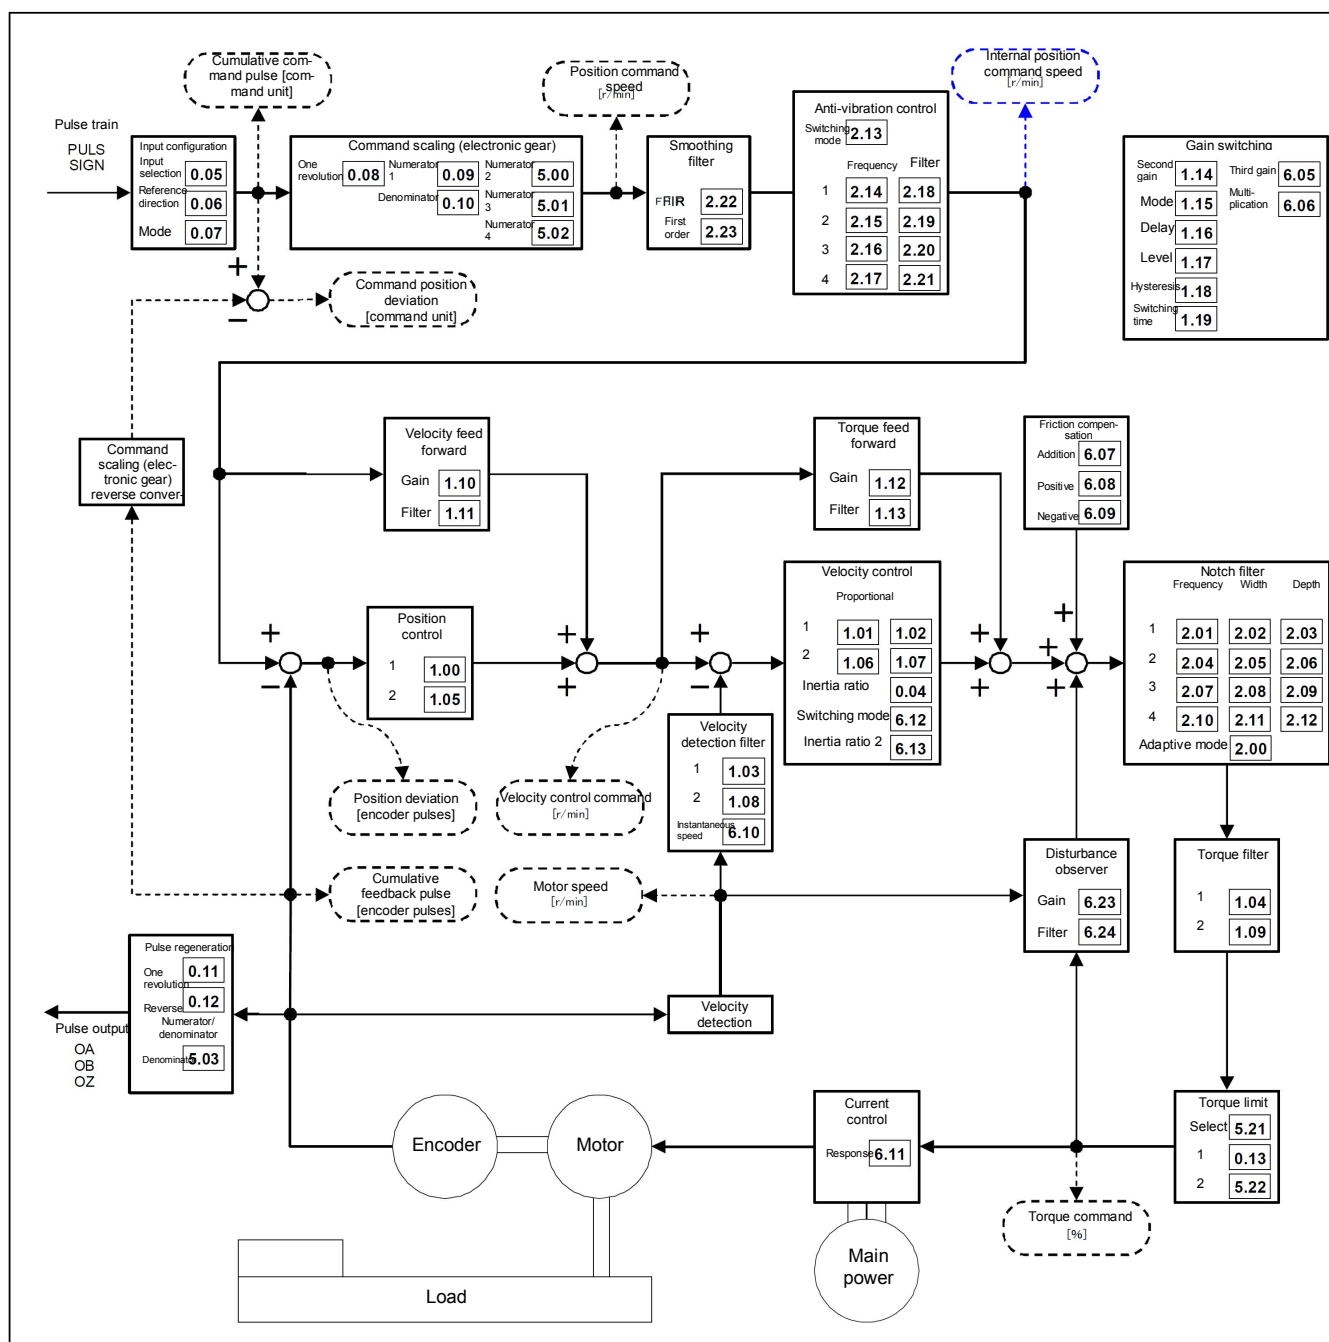 Cumulative com-
mand pulse [com-
mand unit]
Position command
speed
[r/min]
Internal position
command speed
[r/min]
Pulse train
PULS
SIGN
Input configuration
Input
selection
0.05
Reference
direction
0.06
Mode
0.07
Command scaling (electronic gear)
One
revolution
0.08
Numerator
1
0.09
Numerator
2
5.00
Denominator
0.10
Numerator
3
5.01
Numerator
4
5.02
Smoothing
filter
2.22
First
order
2.23
Anti-vibration control
Switching
mode
2.13
Frequency
Filter
1
2.14
2.18
2
2.15
2.19
3
2.16
2.20
4
2.17
2.21
Gain switching
Second
gain
1.14
Third gain
6.05
Mode
1.15
Multi-
plication
6.06
Delay
1.16
Level
1.17
Hysteresis
1.18
Switching
time
1.19
+
−
Command position
deviation
[command unit]
Command
scaling (elec-
tronic gear)
reverse conver-
Velocity feed
forward
Gain
1.10
Filter
1.11
Torque feed
forward
Gain
1.12
Filter
1.13
Friction compen-
sation
Addition
6.07
Positive
6.08
Negative
6.09
+
−
Position
control
1
1.00
2
1.05
+
+
+
−
Velocity control
Proportional
1
1.01
1.02
2
1.06
1.07
Inertia ratio
0.04
Switching mode
6.12
Inertia ratio 2
6.13
+
+
+
+
+
Notch filter
Frequency
Width
Depth
1
2.01
2.02
2.03
2
2.04
2.05
2.06
3
2.07
2.08
2.09
4
2.10
2.11
2.12
Adaptive mode
2.00
Velocity
detection filter
1
1.03
2
1.08
Instantaneous
speed
6.10
Position deviation
[encoder pulses]
Velocity control command
[r/min]
Cumulative
feedback pulse
[encoder pulses]
Motor speed
[r/min]
Disturbance
observer
Gain
6.23
Filter
6.24
Torque filter
1
1.04
2
1.09
Pulse regeneration
One
revolution
0.11
Reverse
0.12
Numerator/
denominator
Denominator
5.03
Pulse output
OA
OB
OZ
Velocity
detection
Encoder
Motor
Current
control
Response
6.11
Torque limit
Select
5.21
1
0.13
2
5.22
Torque command
[%]
Main
power
Load